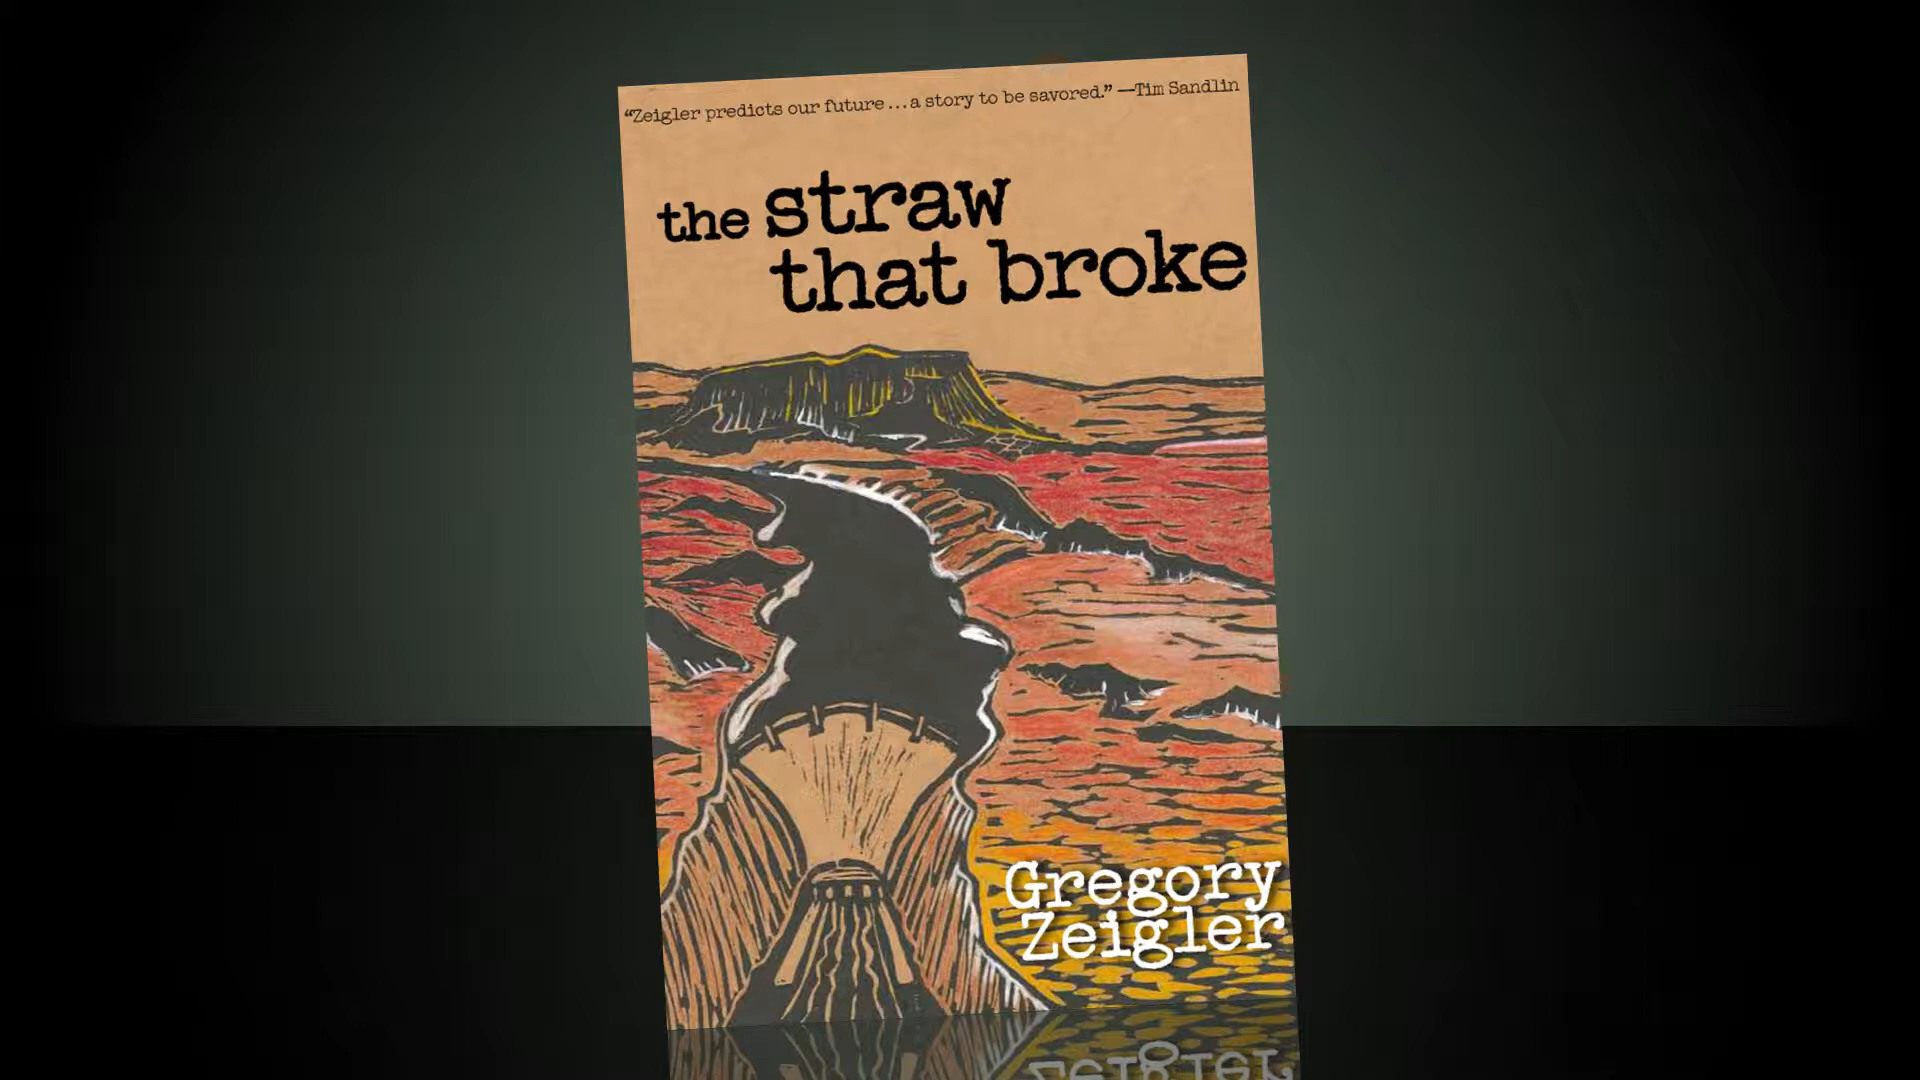 “Zeigler predicts our future...a story to be savored.” —Tim Sandlin
the straw
that broke
Gregory
Zeigler